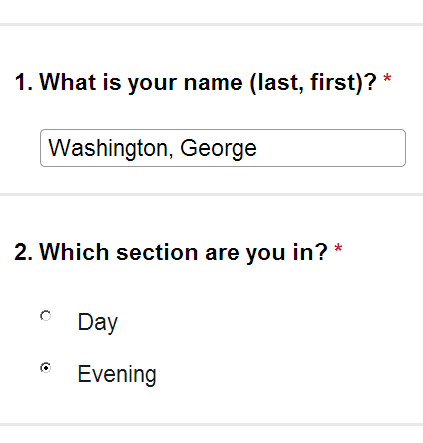 1. What is your name (last, first)? *
Washington, George
2. Which section are you in? *
Day
Evening